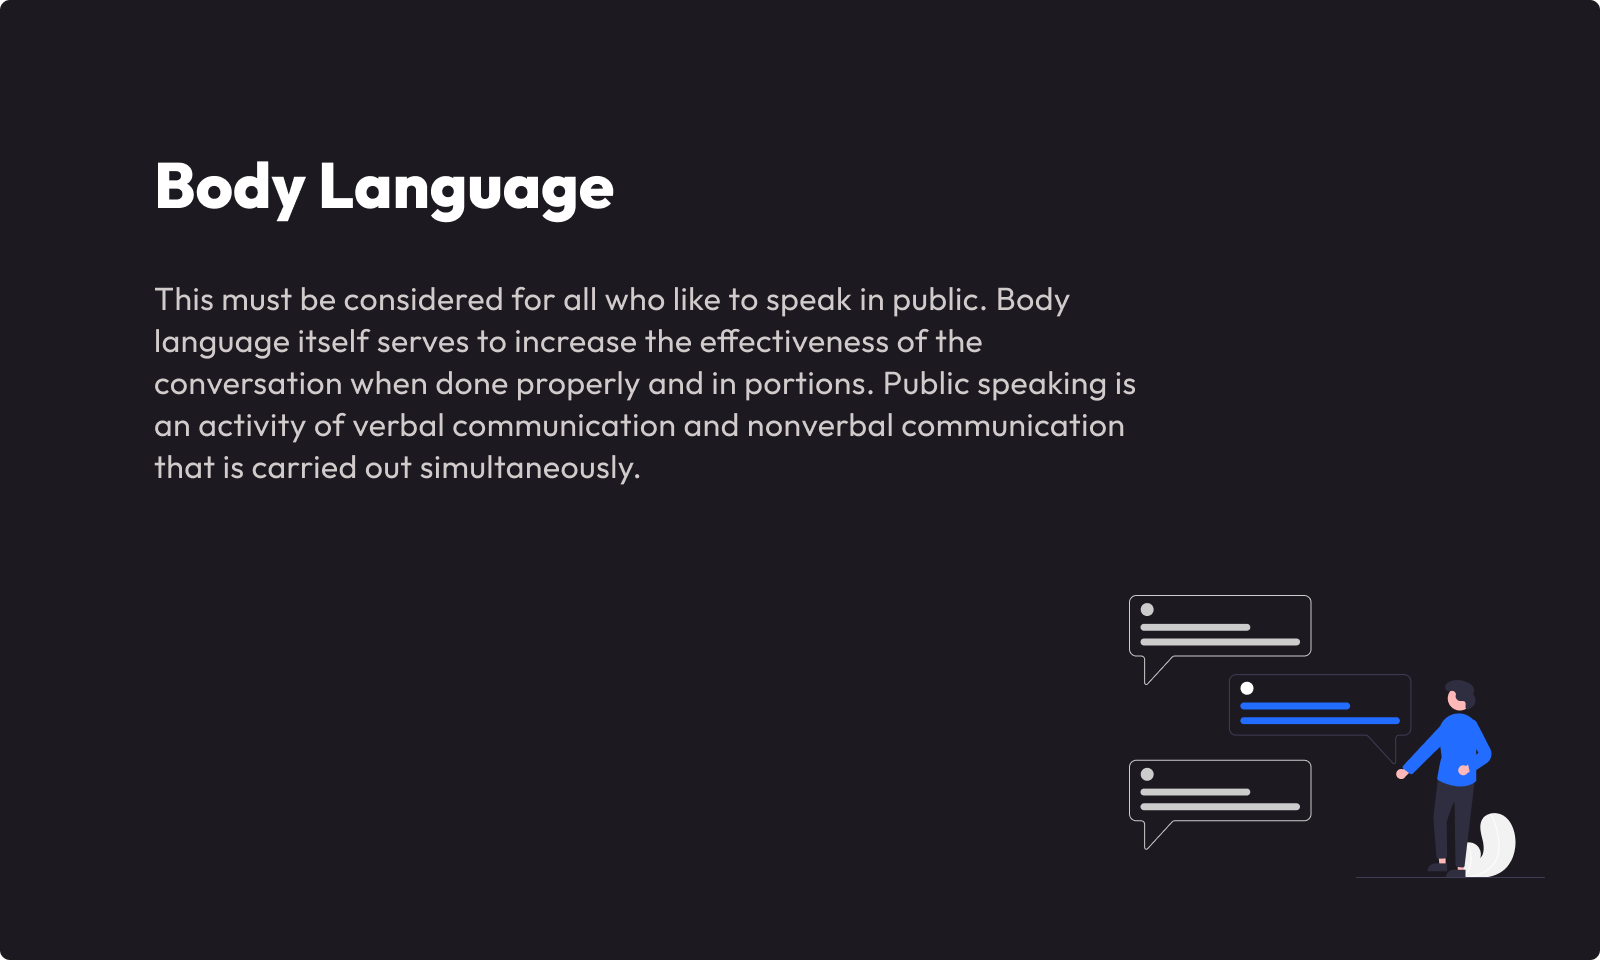 Body Language
This must be considered for all who like to speak in public. Body
language itself serves to increase the effectiveness of the
conversation when done properly and in portions. Public speaking is
an activity of verbal communication and nonverbal communication
that is carried out simultaneously.